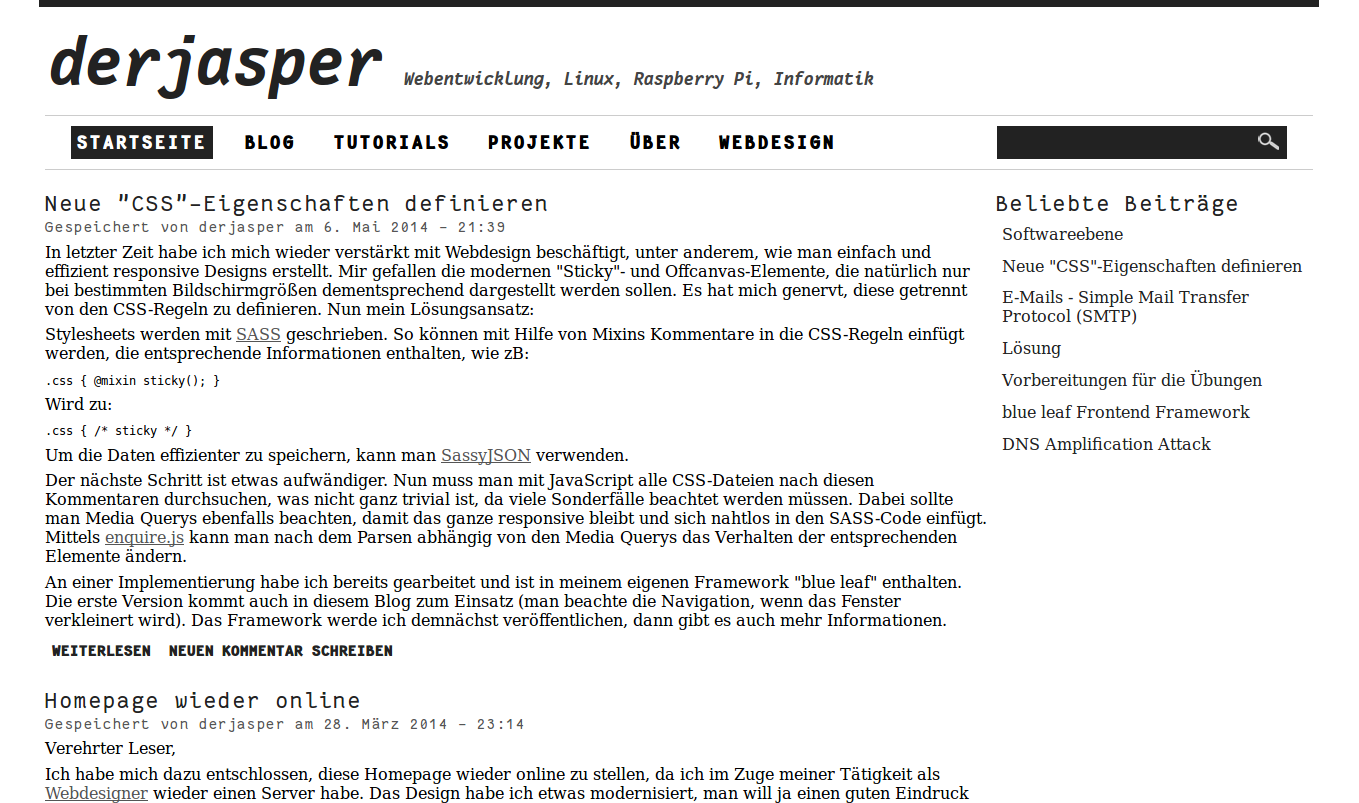 derjasper Webentwicklung, Linux, Raspberry Pi, Informatik
STARTSEITE BLOG TUTORIALS PROJEKTE ÜBER WEBDESIGN
Neue "CSS"-Eigenschaften definieren
Gespeichert von derjasper am 6. Mai 2014 - 21:39
In letzter Zeit habe ich mich wieder verstärkt mit Webdesign beschäftigt, unter anderem, wie man einfach und
effizient responsive Designs erstellt. Mir gefallen die modernen "Sticky"- und Offcanvas-Elemente, die natürlich nur
bei bestimmten Bildschirmgrößen dementsprechend dargestellt werden sollen. Es hat mich genervt, diese getrennt
von den CSS-Regeln zu definieren. Nun mein Lösungsansatz:
Stylesheets werden mit SASS geschrieben. So können mit Hilfe von Mixins Kommentare in die CSS-Regeln einfügt
werden, die entsprechende Informationen enthalten, wie zB:
.css { @mixin sticky(); }
Wird zu:
.css { /* sticky */ }
Um die Daten effizienter zu speichern, kann man SassyJSON verwenden.
Der nächste Schritt ist etwas aufwändiger. Nun muss man mit JavaScript alle CSS-Dateien nach diesen
Kommentaren durchsuchen, was nicht ganz trivial ist, da viele Sonderfälle beachtet werden müssen. Dabei sollte
man Media Querys ebenfalls beachten, damit das ganze responsive bleibt und sich nahtlos in den SASS-Code einfügt.
Mittels enquire.js kann man nach dem Parsen abhängig von den Media Querys das Verhalten der entsprechenden
Elemente ändern.
An einer Implementierung habe ich bereits gearbeitet und ist in meinem eigenen Framework "blue leaf" enthalten.
Die erste Version kommt auch in diesem Blog zum Einsatz (man beachte die Navigation, wenn das Fenster
verkleinert wird). Das Framework werde ich demnächst veröffentlichen, dann gibt es auch mehr Informationen.
WEITERLESEN NEUEN KOMMENTAR SCHREIBEN
Homepage wieder online
Gespeichert von derjasper am 28. März 2014 - 23:14
Verehrter Leser,
Ich habe mich dazu entschlossen, diese Homepage wieder online zu stellen, da ich im Zuge meiner Tätigkeit als
Webdesigner wieder einen Server habe. Das Design habe ich etwas modernisiert, man will ja einen guten Eindruck
Beliebte Beiträge
Softwareebene
Neue "CSS"-Eigenschaften definieren
E-Mails - Simple Mail Transfer
Protocol (SMTP)
Lösung
Vorbereitungen für die Übungen
blue leaf Frontend Framework
DNS Amplification Attack